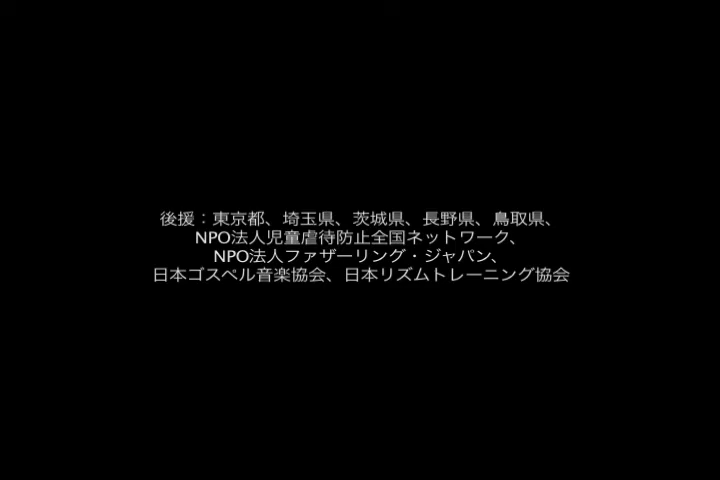 後援：東京都、埼玉県、茨城県、長野県、鳥取県、
NPO法人児童虐待防止全国ネットワーク、
NPO法人ファザーリング・ジャパン、
日本ゴスペル音楽協会、日本リズムトレーニング協会